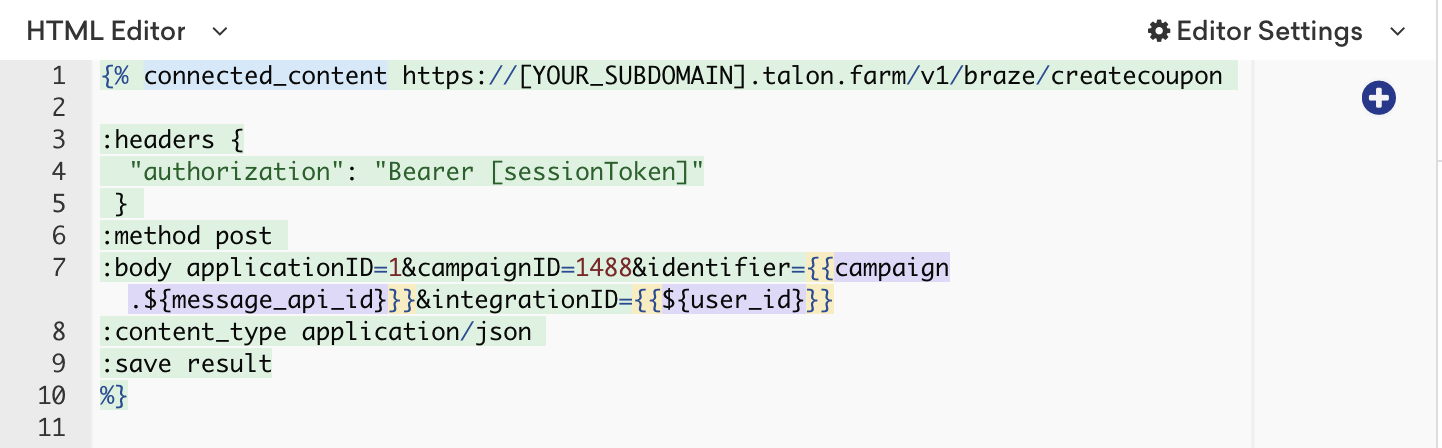 HTML Editor
Editor Settings
1 {% connected_content https://[YOUR_SUBDOMAIN].talon.farm/v1/braze/createcoupon
2
3 :headers {
4   "authorization": "Bearer [sessionToken]"
5  }
6 :method post
7 :body applicationID=1&campaignID=1488&identifier={{campaign
.${message_api_id}}}&integrationID={{${user_id}}}
8 :content_type application/json
9 :save result
10 %}
11